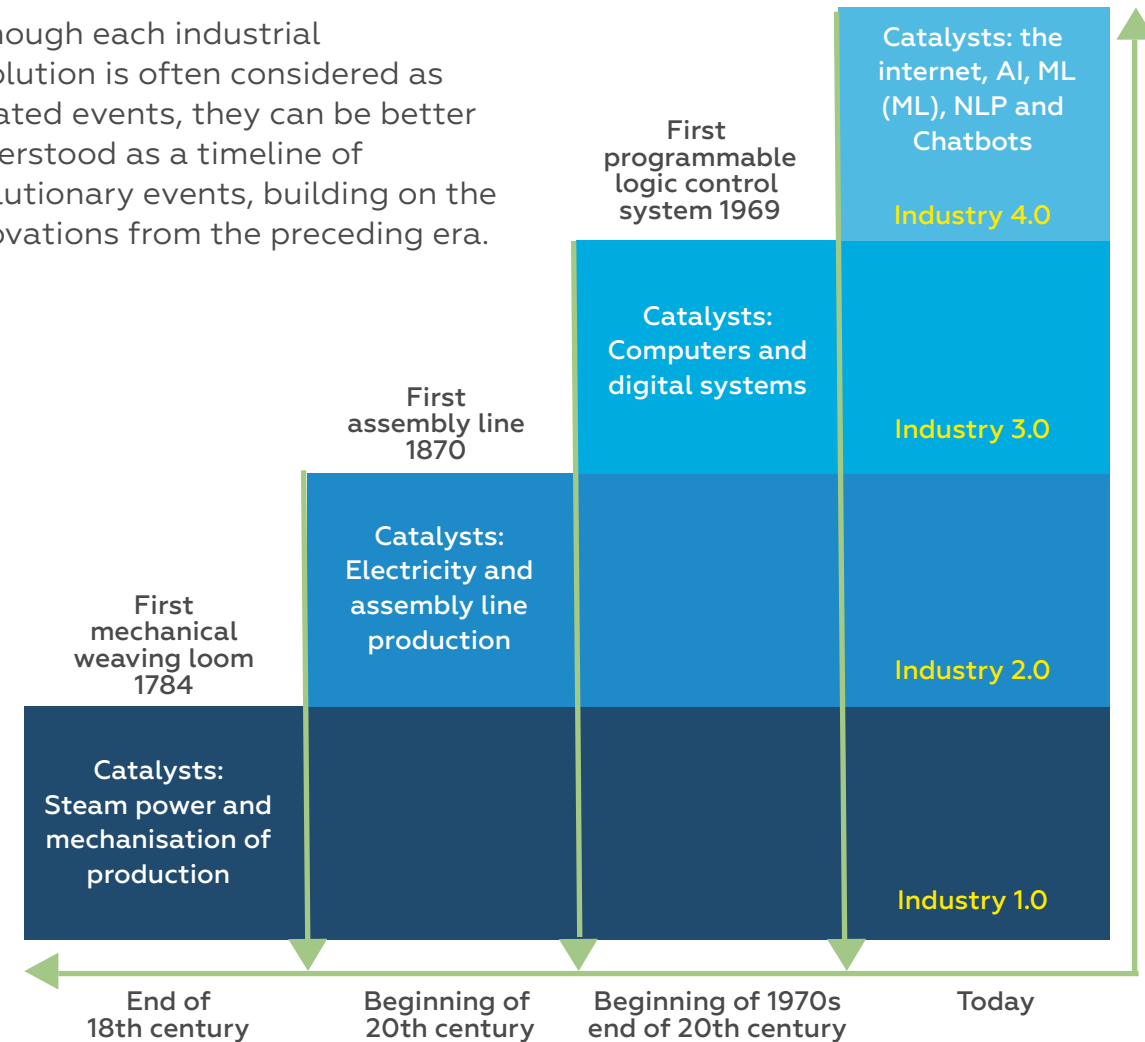 hough each industrial
olution is often considered as
ated events, they can be better
erstood as a timeline of
lutionary events, building on the
ovations from the preceding era.
Catalysts: the
internet, AI, ML
(ML), NLP and
Chatbots
Industry 4.0
First
programmable
logic control
system 1969
Catalysts:
Computers and
digital systems
Industry 3.0
First
assembly line
1870
Catalysts:
Electricity and
assembly line
production
Industry 2.0
First
mechanical
weaving loom
1784
Catalysts:
Steam power and
mechanisation of
production
Industry 1.0
End of
18th century
Beginning of
20th century
Beginning of 1970s
end of 20th century
Today